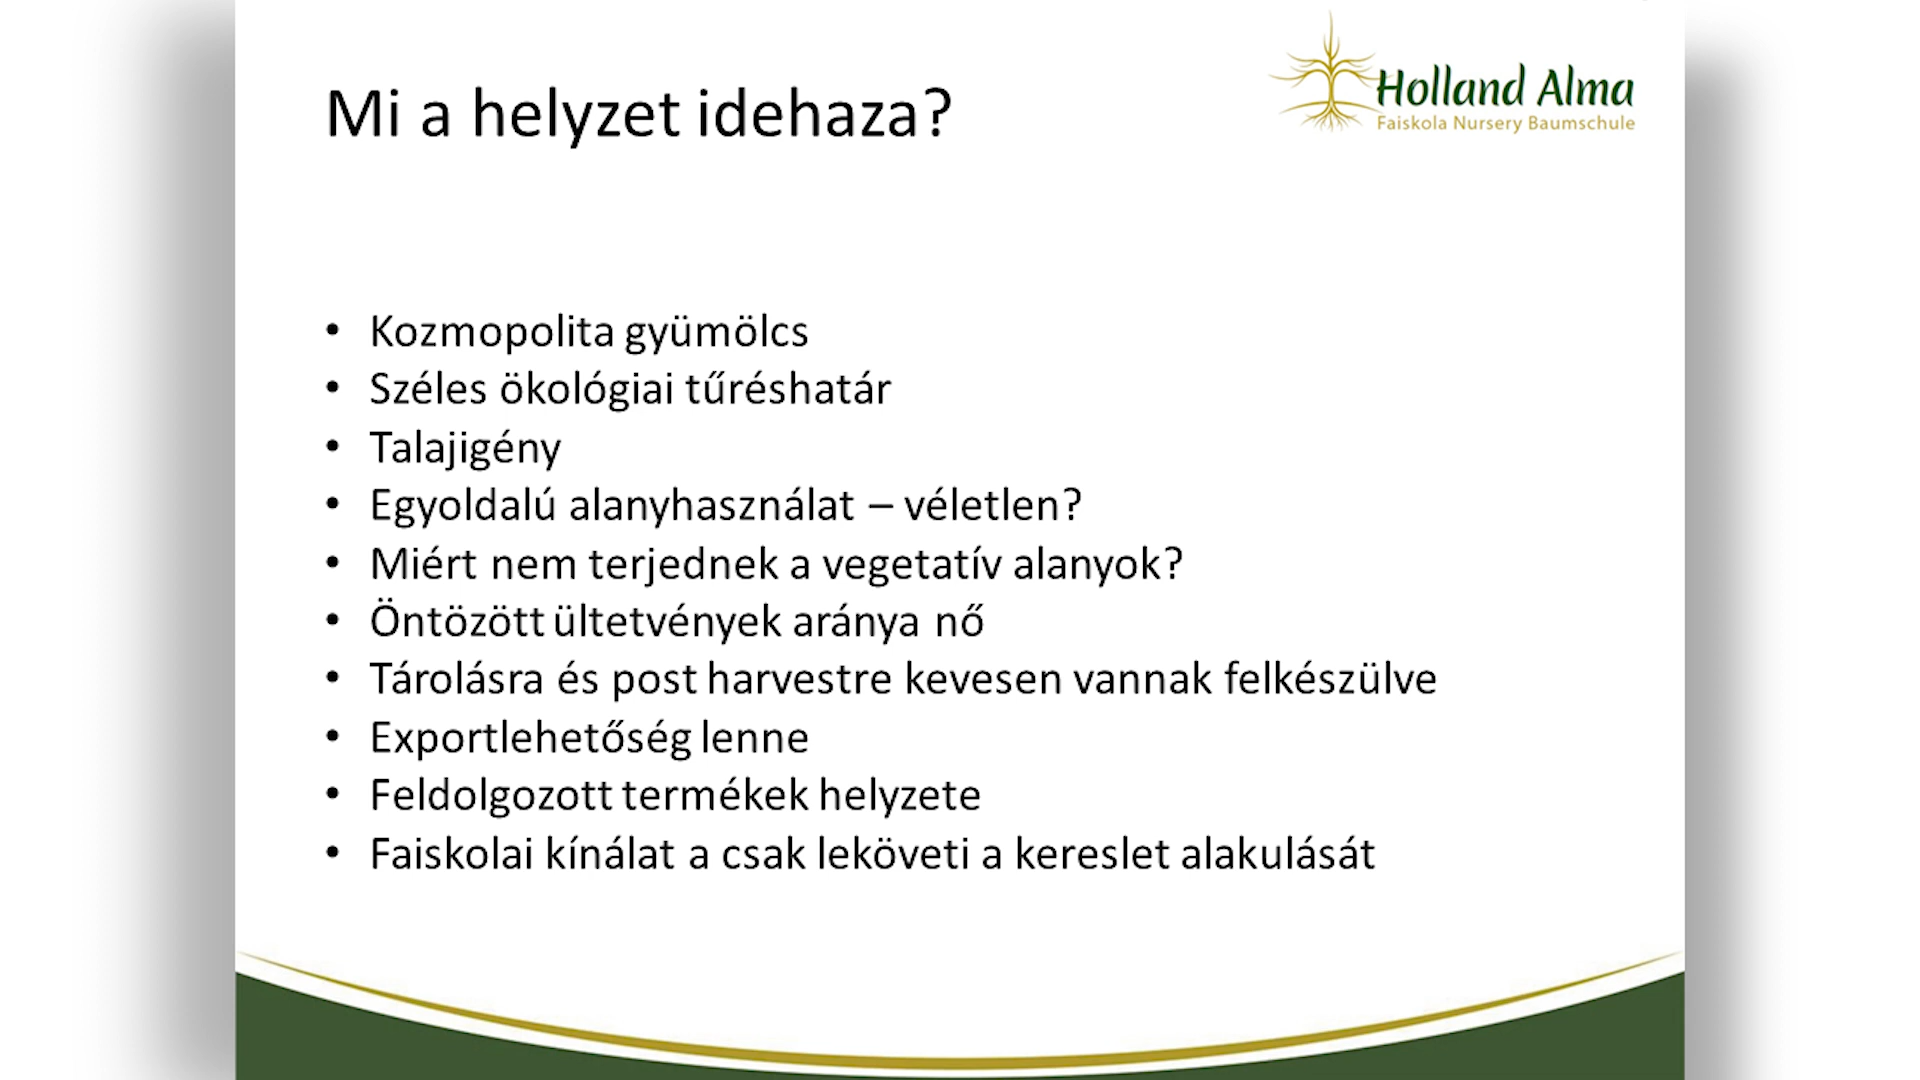 Mi a helyzet idehaza?
Holland Alma
Faiskola Nursery Baumschule
• Kozmopolita gyümölcs
• Széles ökológiai tűréshatár
• Talajigény
• Egyoldalú alanyhasználat – véletlen?
• Miért nem terjednek a vegetatív alanyok?
• Öntözött ültetvények aránya nő
• Tárolásra és post harvestre kevesen vannak felkészülve
• Exportlehetőség lenne
• Feldolgozott termékek helyzete
• Faiskolai kínálat a csak leköveti a kereslet alakulását